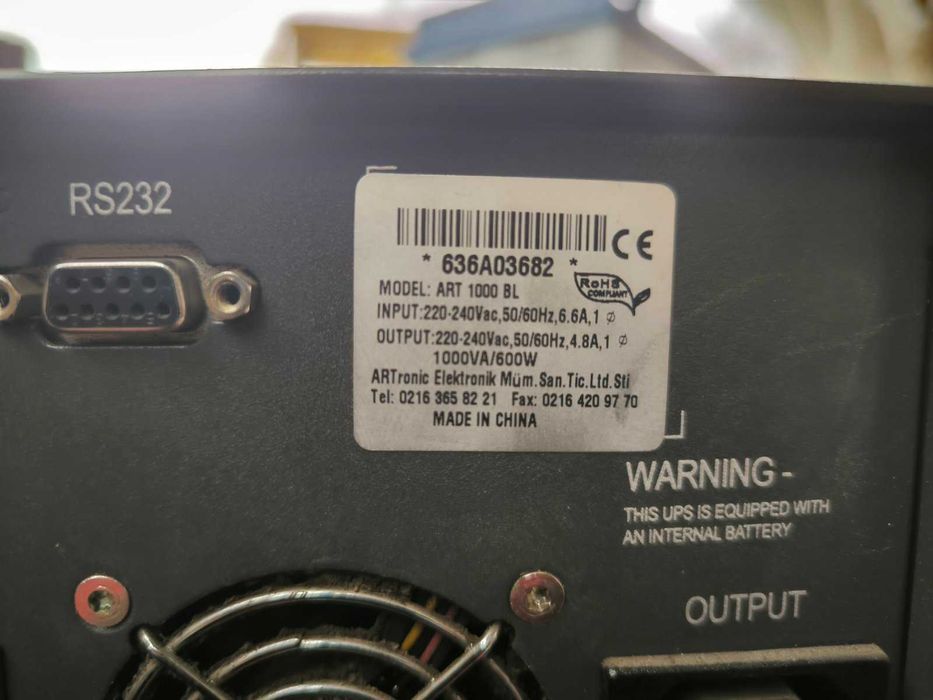 RS232
* 636A03682 *
CE
RoHS
COMPLIANT
MODEL: ART 1000 BL
INPUT:220-240Vac,50/60Hz,6.6A,1 ⌀
OUTPUT:220-240Vac,50/60Hz,4.8A,1 ⌀
1000VA/600W
ARTronic Elektronik Müm.San.Tic.Ltd.Sti
Tel: 0216 365 82 21 Fax: 0216 420 97 70
MADE IN CHINA
WARNING-
THIS UPS IS EQUIPPED WITH
AN INTERNAL BATTERY
OUTPUT